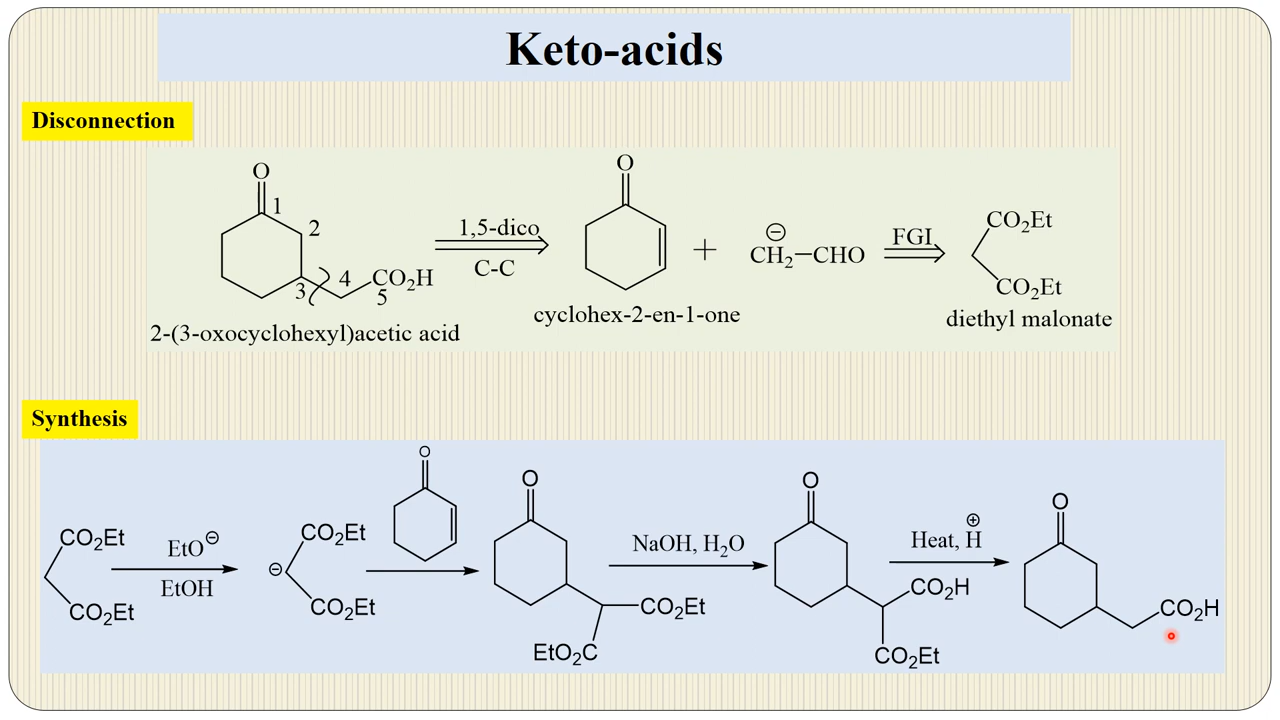 Keto-acids
Disconnection
O
1
2
3
4
5
CO₂H
2-(3-oxocyclohexyl)acetic acid
1,5-dico
C-C
O
cyclohex-2-en-1-one
+
⊖
CH₂–CHO
FGI
CO₂Et
CO₂Et
diethyl malonate
Synthesis
CO₂Et
CO₂Et
EtO⊖
EtOH
CO₂Et
⊖
CO₂Et
O
O
CO₂Et
EtO₂C
NaOH, H₂O
O
CO₂H
CO₂Et
⊕
Heat, H
O
CO₂H